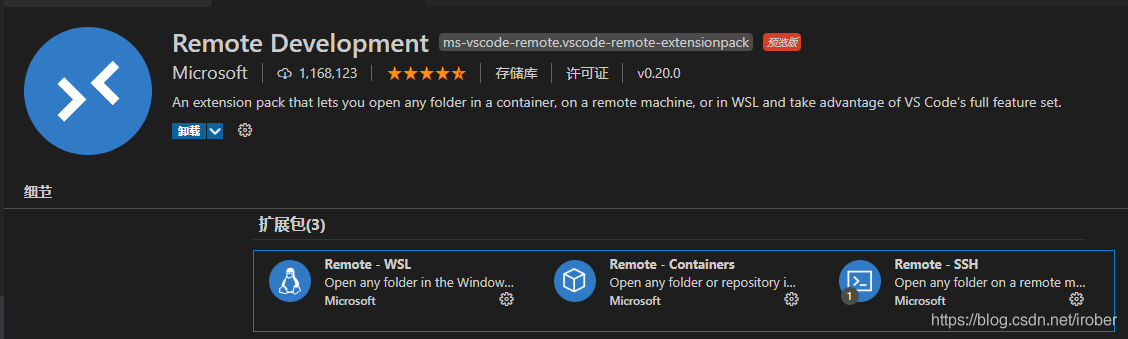 Remote Development ms-vscode-remote.vscode-remote-extensionpack 预览版
Microsoft 1,168,123 存储库 许可证 v0.20.0
An extension pack that lets you open any folder in a container, on a remote machine, or in WSL and take advantage of VS Code's full feature set.
卸载
细节
扩展包(3)
Remote - WSL
Open any folder in the Window...
Microsoft
Remote - Containers
Open any folder or repository i...
Microsoft
Remote - SSH
Open any folder on a remote m...
1
Microsoft
https://blog.csdn.net/irober